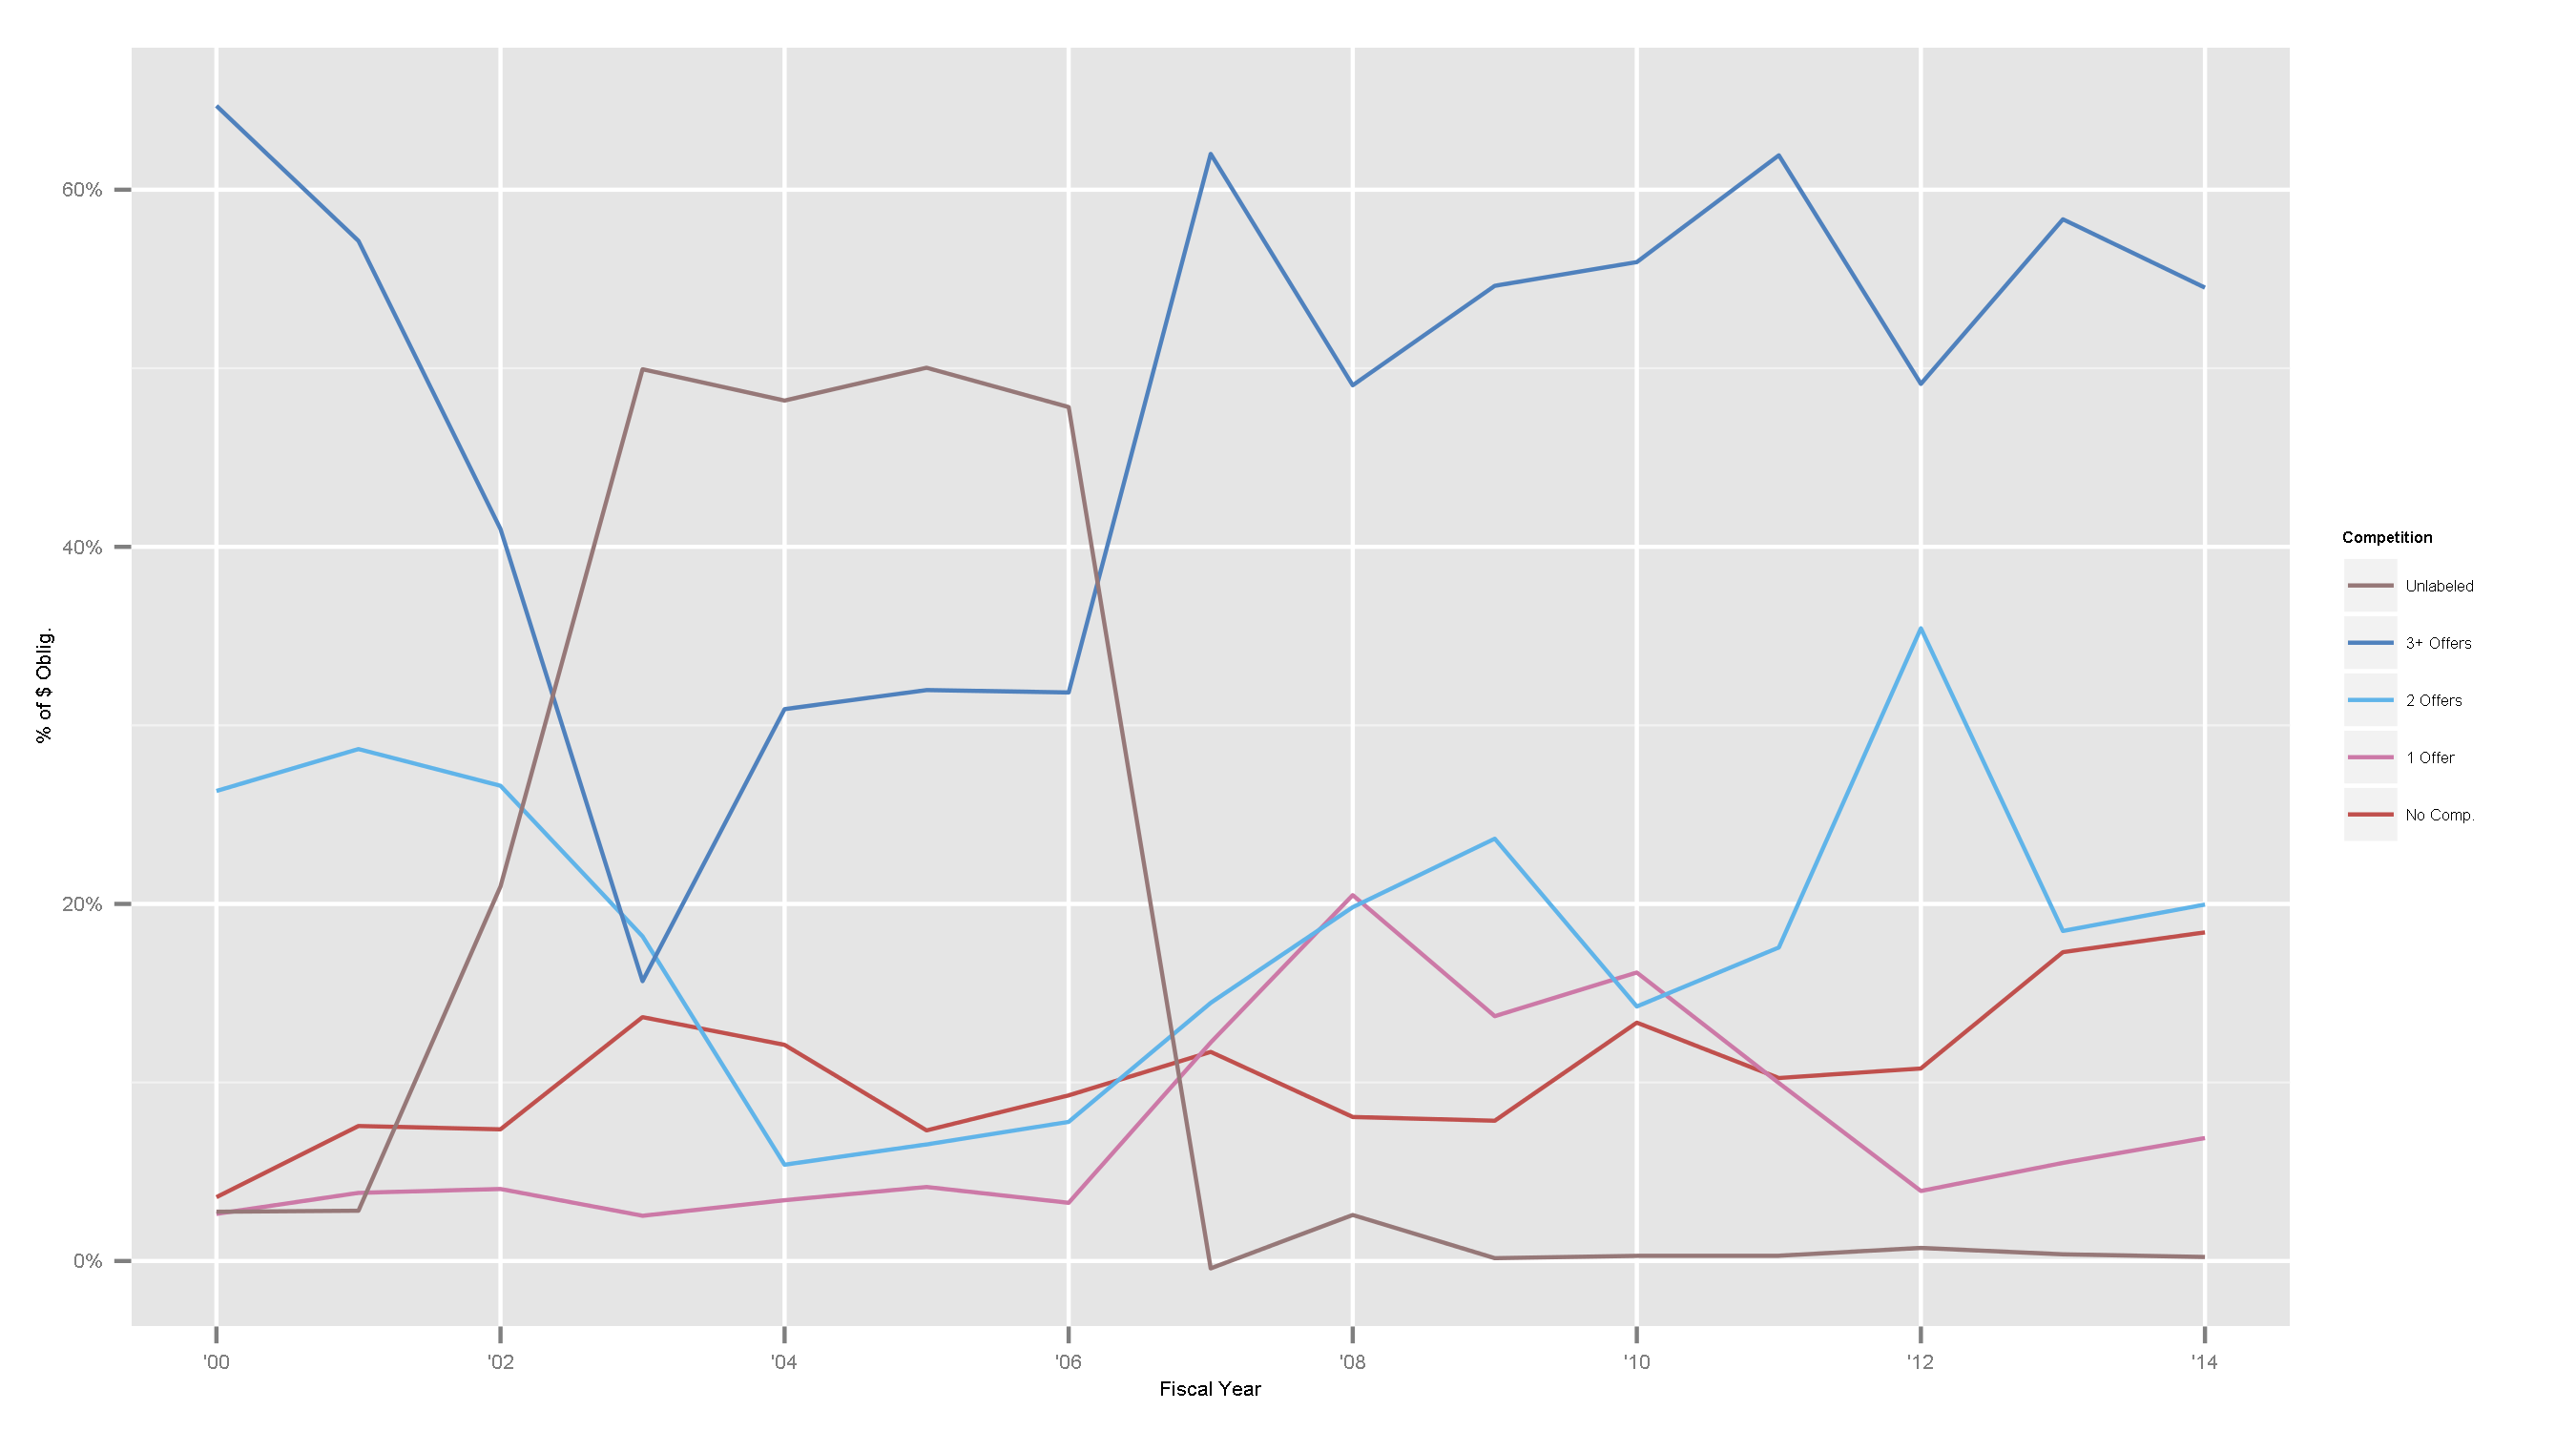 60%
40%
20%
0%
% of $ Oblig.
'00
'02
'04
'06
'08
'10
'12
'14
Fiscal Year
Competition
Unlabeled
3+ Offers
2 Offers
1 Offer
No Comp.